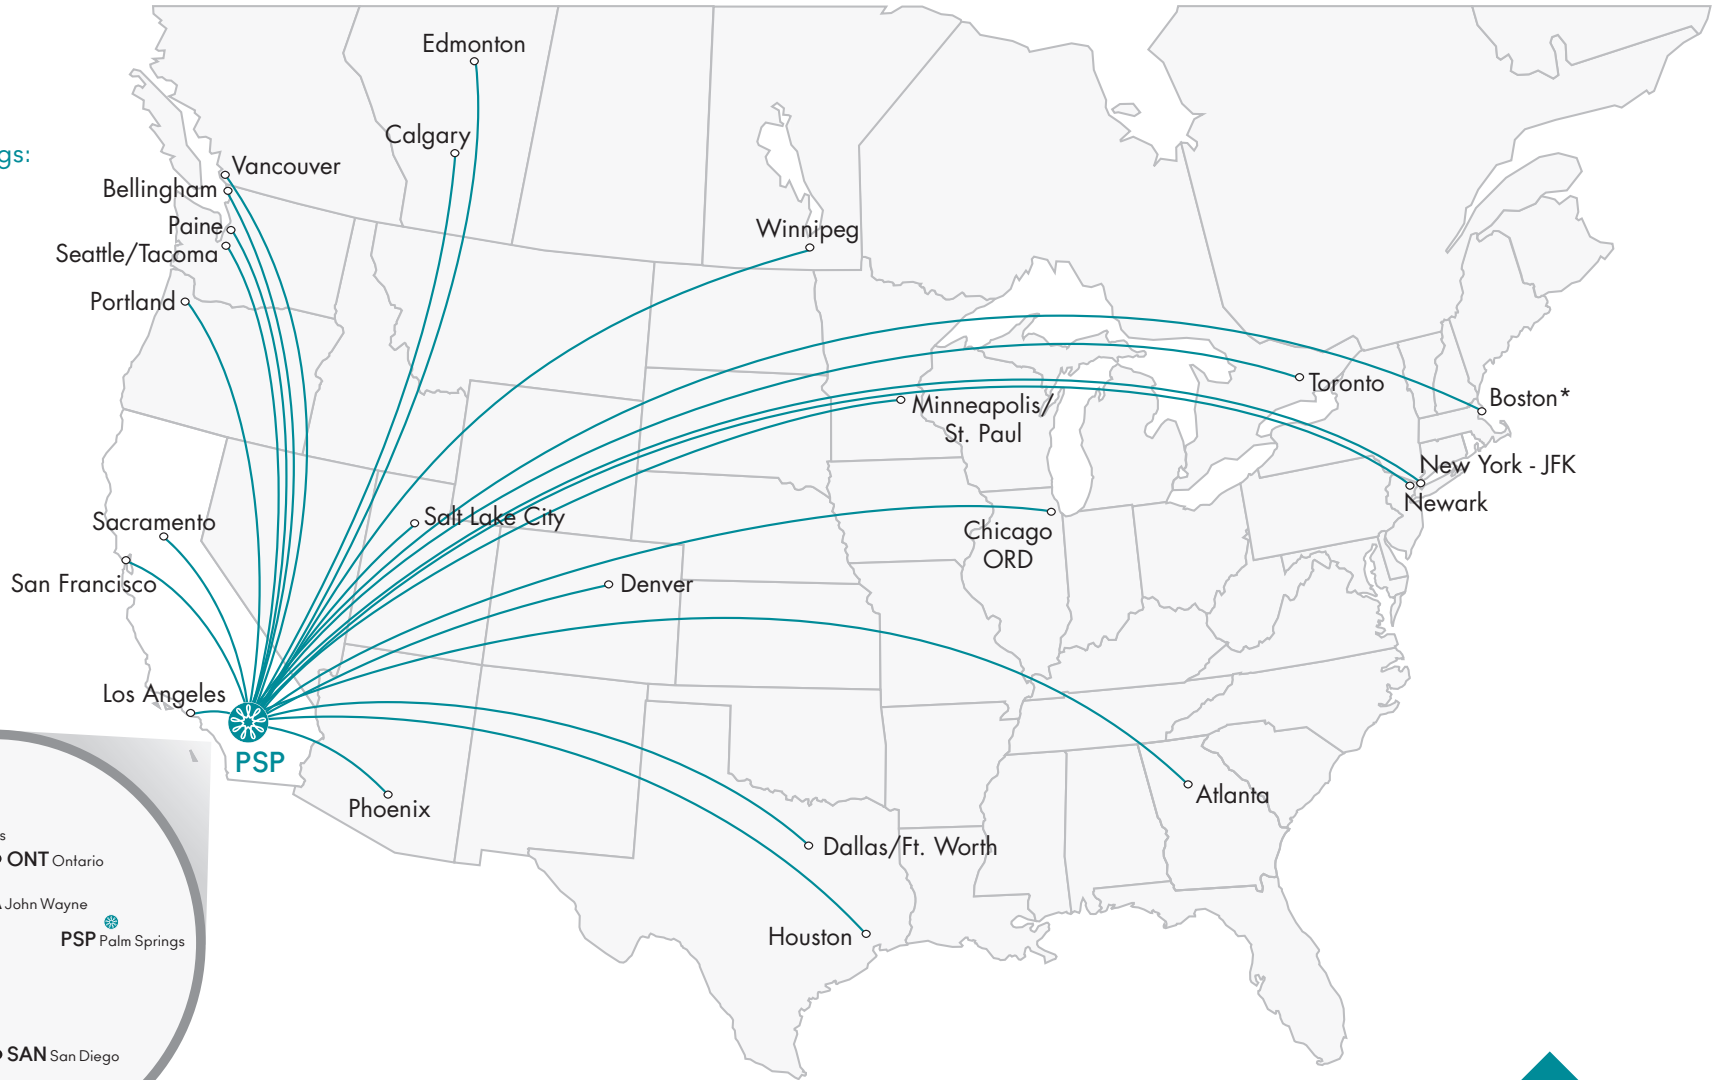 Edmonton
Calgary
gs:
Vancouver
Bellingham
Paine
Seattle/Tacoma
Winnipeg
Portland
Toronto
Boston*
Minneapolis/
St. Paul
New York - JFK
Newark
Salt Lake City
Sacramento
Chicago
ORD
San Francisco
Denver
Los Angeles
PSP
Phoenix
Atlanta
Dallas/Ft. Worth
Houston
s
ONT Ontario
John Wayne
PSP Palm Springs
SAN San Diego